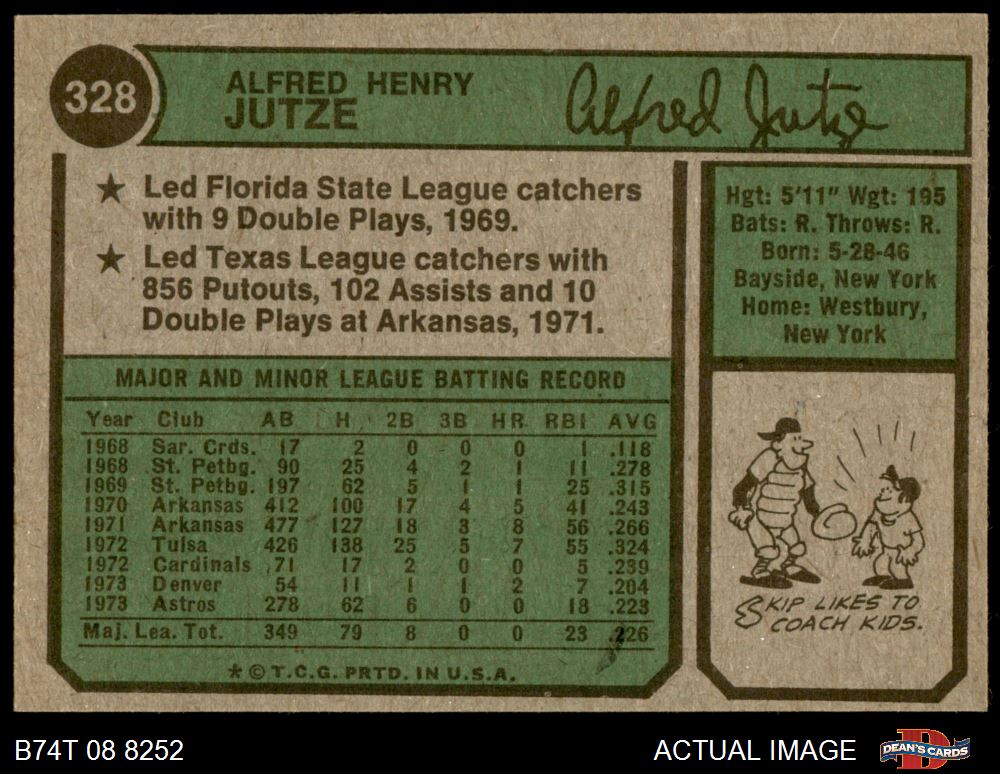 328
ALFRED HENRY
JUTZE
Alfred Jutze
★ Led Florida State League catchers
with 9 Double Plays, 1969.
★ Led Texas League catchers with
856 Putouts, 102 Assists and 10
Double Plays at Arkansas, 1971.
Hgt: 5'11" Wgt: 195
Bats: R. Throws: R.
Born: 5-28-46
Bayside, New York
Home: Westbury,
New York
MAJOR AND MINOR LEAGUE BATTING RECORD
Year Club AB H 2B 3B HR RBI AVG
1968 Sar. Crds. 17 2 0 0 0 1 .118
1968 St. Petbg. 90 25 4 2 1 11 .278
1969 St. Petbg. 197 62 5 1 1 25 .315
1970 Arkansas 412 100 17 4 5 41 .243
1971 Arkansas 477 127 18 3 8 56 .266
1972 Tulsa 426 138 25 5 7 55 .324
1972 Cardinals 71 17 2 0 0 5 .239
1973 Denver 54 11 1 1 2 7 .204
1973 Astros 278 62 6 0 0 18 .223
Maj. Lea. Tot. 349 79 8 0 0 23 .226
★ © T.C.G. PRTD. IN U.S.A.
SKIP LIKES TO
COACH KIDS.
B74T 08 8252
ACTUAL IMAGE
DEAN'S CARDS